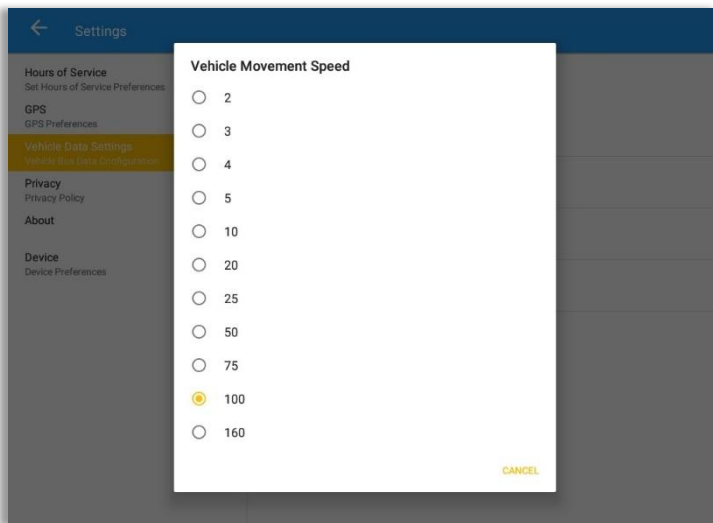 Settings
Hours of Service
Set Hours of Service Preferences
GPS
GPS Preferences
Vehicle Data Settings
Vehicle Bus Data Configuration
Privacy
Privacy Policy
About
Device
Device Preferences
Vehicle Movement Speed
2
3
4
5
10
20
25
50
75
100
160
CANCEL